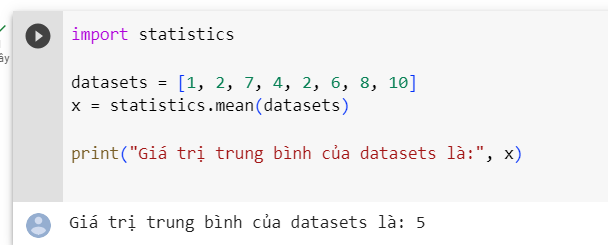 import statistics
datasets = [1, 2, 7, 4, 2, 6, 8, 10]
x = statistics.mean(datasets)
print("Giá trị trung bình của datasets là:", x)
Giá trị trung bình của datasets là: 5